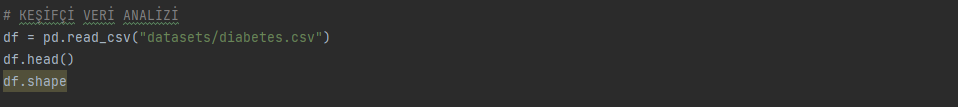 # KEŞİFÇİ VERİ ANALİZİ
df = pd.read_csv("datasets/diabetes.csv")
df.head()
df.shape